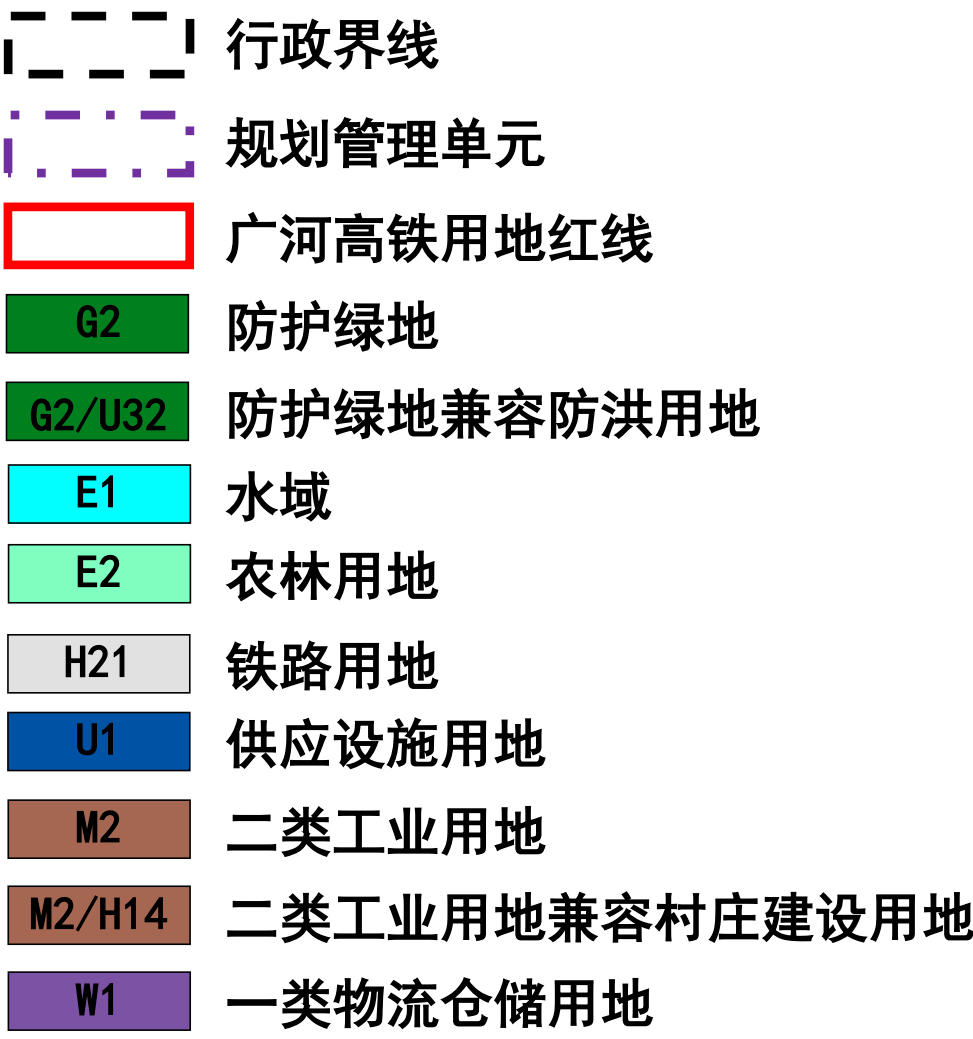 行政界线
规划管理单元
广河高铁用地红线
G2 防护绿地
G2/U32 防护绿地兼容防洪用地
E1 水域
E2 农林用地
H21 铁路用地
U1 供应设施用地
M2 二类工业用地
M2/H14 二类工业用地兼容村庄建设用地
W1 一类物流仓储用地